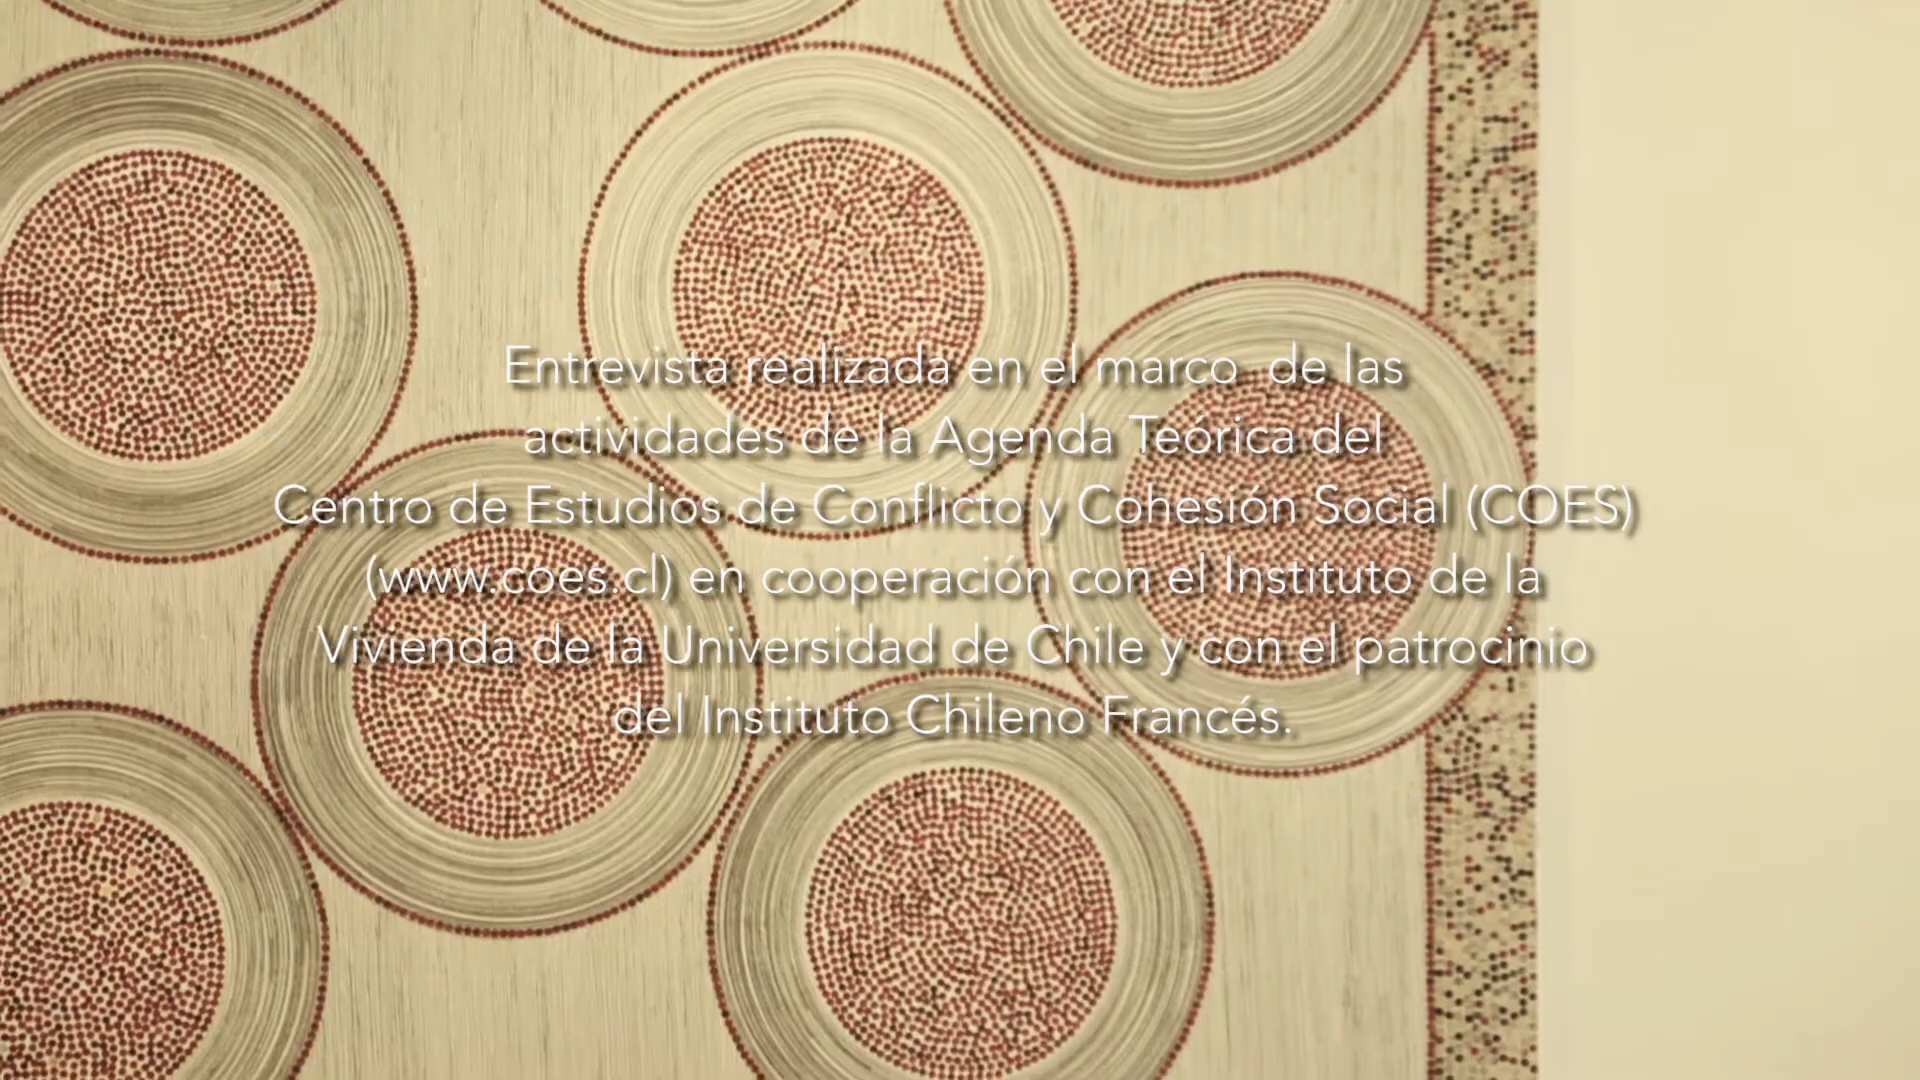 Entrevista realizada en el marco  de las
actividades de la Agenda Teórica del
Centro de Estudios de Conflicto y Cohesión Social (COES)
(www.coes.cl) en cooperación con el Instituto de la
Vivienda de la Universidad de Chile y con el patrocinio
del Instituto Chileno Francés.